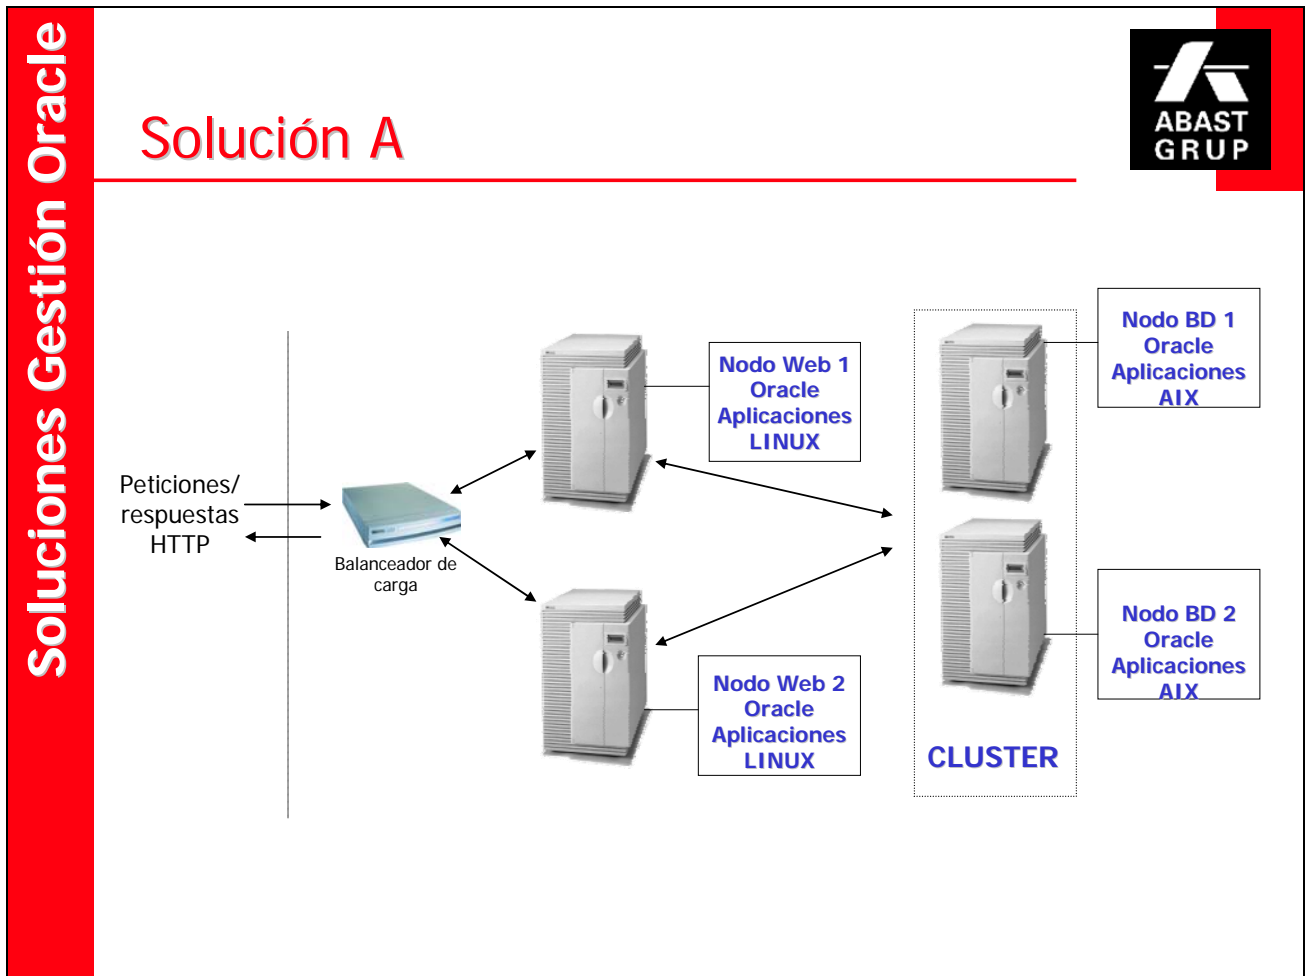 Soluciones Gestión Oracle
ABAST
GRUP
Solución A
Peticiones/
respuestas
HTTP
Balanceador de
carga
Nodo Web 1
Oracle
Aplicaciones
LINUX
Nodo Web 2
Oracle
Aplicaciones
LINUX
Nodo BD 1
Oracle
Aplicaciones
AIX
Nodo BD 2
Oracle
Aplicaciones
AIX
CLUSTER